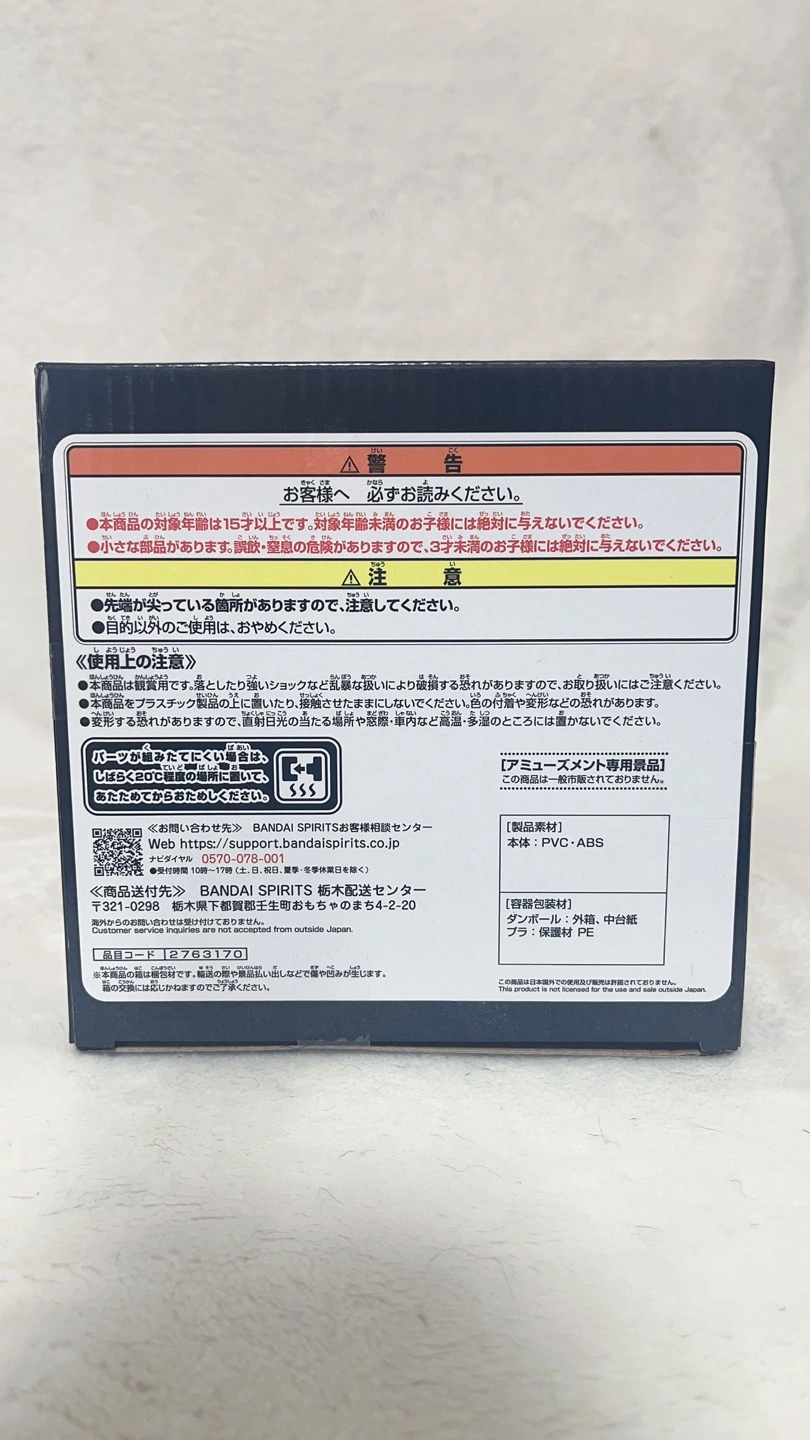 ⚠警告
お客様へ 必ずお読みください。
●本商品の対象年齢は15才以上です。対象年齢未満のお子様には絶対に与えないでください。
●小さな部品があります。誤飲・窒息の危険がありますので、3才未満のお子様には絶対に与えないでください。
⚠注意
●先端が尖っている箇所がありますので、注意してください。
●目的以外のご使用は、おやめください。
《使用上の注意》
●本商品は観賞用です。落としたり強いショックなど乱暴な扱いにより破損する恐れがありますので、お取り扱いにはご注意ください。
●本商品をプラスチック製品の上に置いたり、接触させたままにしないでください。色の付着や変形などの恐れがあります。
●変形する恐れがありますので、直射日光の当たる場所や窓際・車内など高温・多湿のところには置かないでください。
パーツが組みたてにくい場合は、
しばらく20℃程度の場所に置いて、
あたためてからおためしください。
[アミューズメント専用景品]
この商品は一般市販されておりません。
≪お問い合わせ先≫ BANDAI SPIRITSお客様相談センター
Web https://support.bandaispirits.co.jp
ナビダイヤル 0570-078-001
●受付時間 10時～17時（土、日、祝日、夏季・冬季休業日を除く）
≪商品送付先≫ BANDAI SPIRITS 栃木配送センター
〒321-0298 栃木県下都賀郡壬生町おもちゃのまち4-2-20
海外からのお問い合わせは受け付けておりません。
Customer service inquiries are not accepted from outside Japan.
品目コード 2763170
※本商品の箱は梱包材です。輸送の際や景品払い出しなどで傷や凹みが生じます。
箱の交換には応じかねますのでご了承ください。
[製品素材]
本体：PVC・ABS
[容器包装材]
ダンボール：外箱、中台紙
プラ：保護材 PE
この商品は日本国外での使用及び販売は許諾されておりません。
This product is not licensed for the use and sale outside Japan.